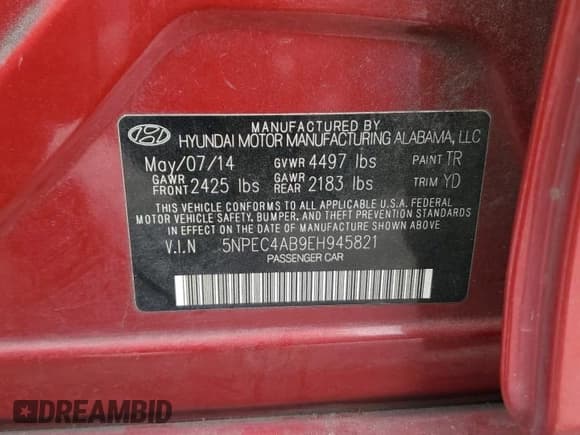 MANUFACTURED BY
HYUNDAI MOTOR MANUFACTURING ALABAMA, LLC
May/07/14 GVWR 4497 lbs PAINT TR
GAWR FRONT 2425 lbs GAWR REAR 2183 lbs TRIM YD
THIS VEHICLE CONFORMS TO ALL APPLICABLE U.S.A. FEDERAL
MOTOR VEHICLE SAFETY, BUMPER, AND THEFT PREVENTION STANDARDS
IN EFFECT ON THE DATE OF MANUFACTURE SHOWN ABOVE
V.I.N 5NPEC4AB9EH945821
PASSENGER CAR
DREAMBID